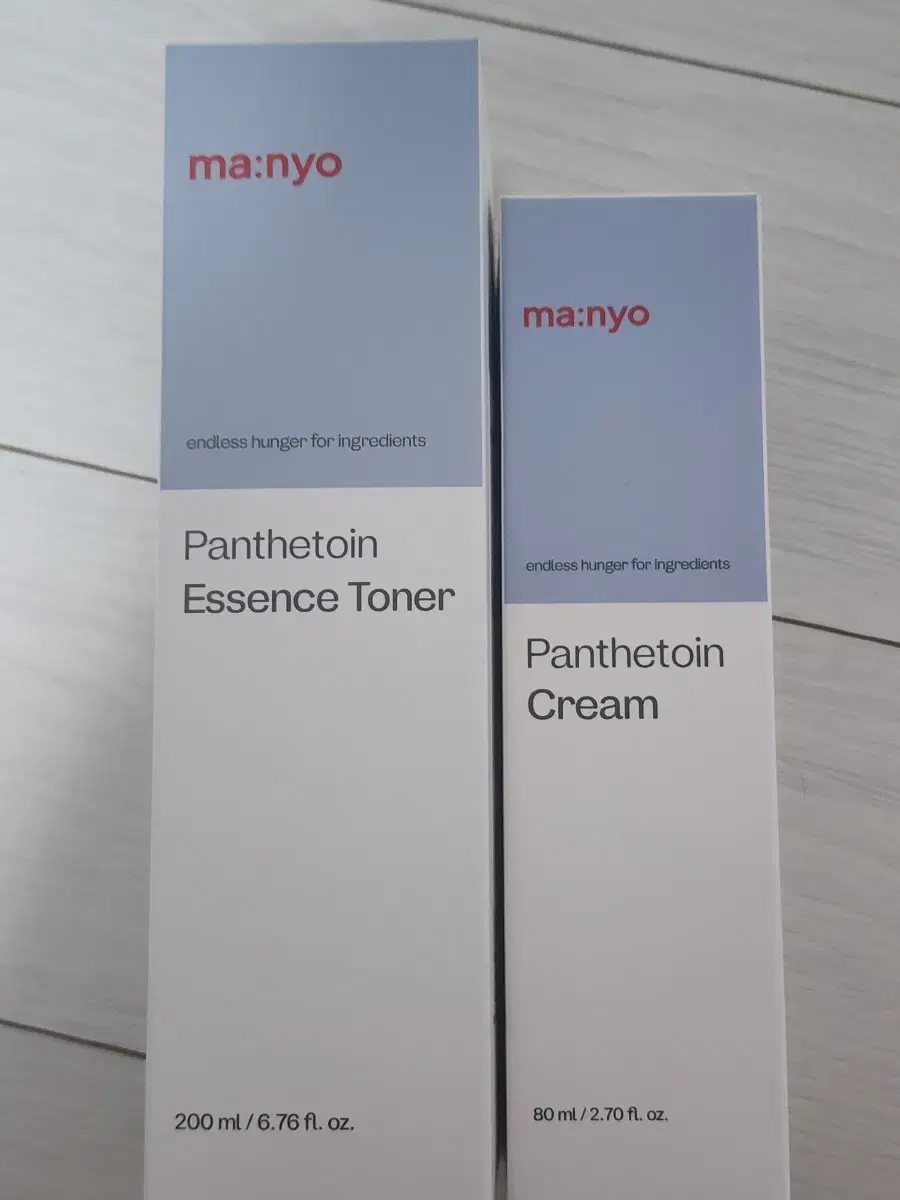 ma:nyo
endless hunger for ingredients
Panthetoin
Essence Toner
200 ml / 6.76 fl. oz.
ma:nyo
endless hunger for ingredients
Panthetoin
Cream
80 ml / 2.70 fl. oz.